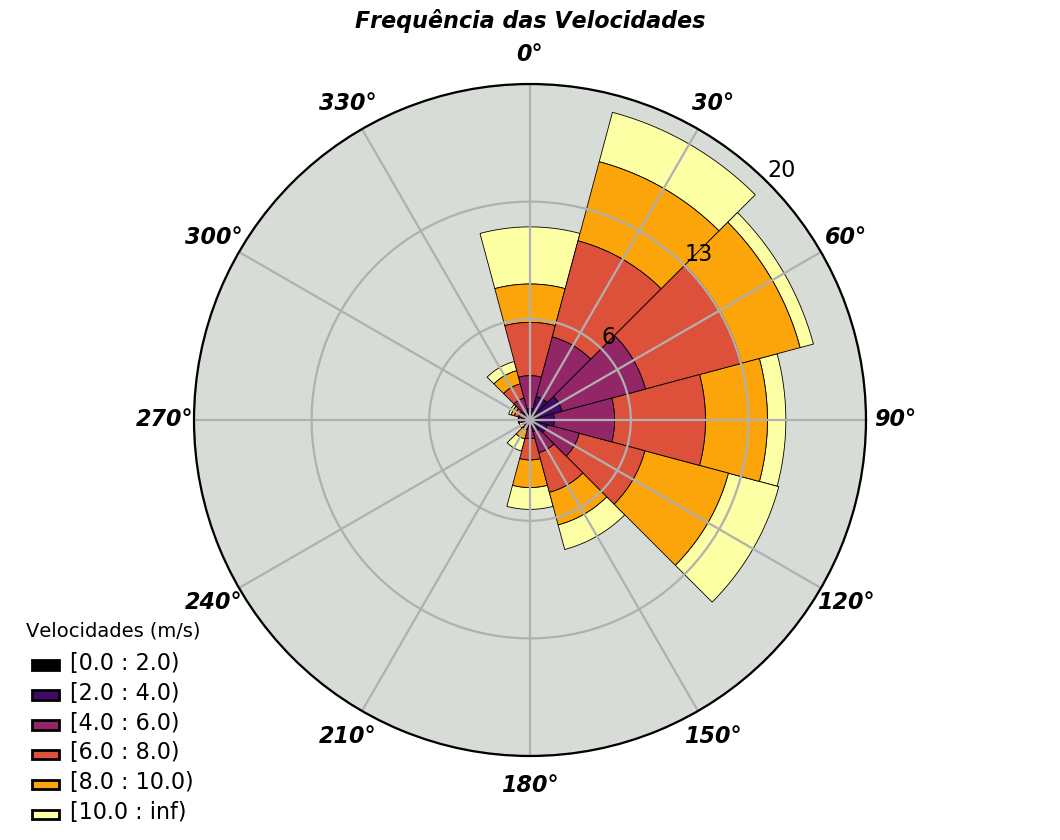 Frequência das Velocidades
0°
330°
30°
20
300°
60°
13
6
270°
90°
240°
120°
210°
150°
180°
Velocidades (m/s)
[0.0 : 2.0)
[2.0 : 4.0)
[4.0 : 6.0)
[6.0 : 8.0)
[8.0 : 10.0)
[10.0 : inf)